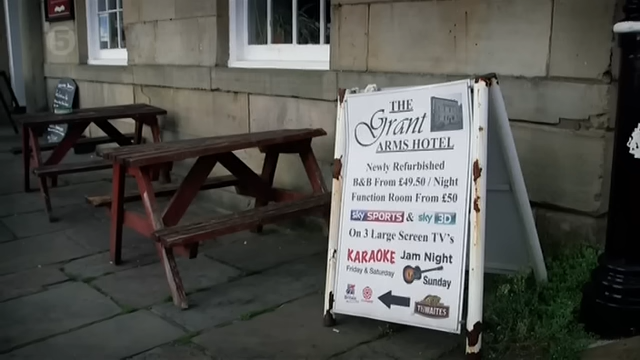 5
THE
Grant
ARMS HOTEL
Newly Refurbished
B&B From £49.50 / Night
Function Room From £50
sky SPORTS & sky 3D
On 3 Large Screen TV's
KARAOKE Jam Night
Friday & Saturday
Sunday
THWAITES